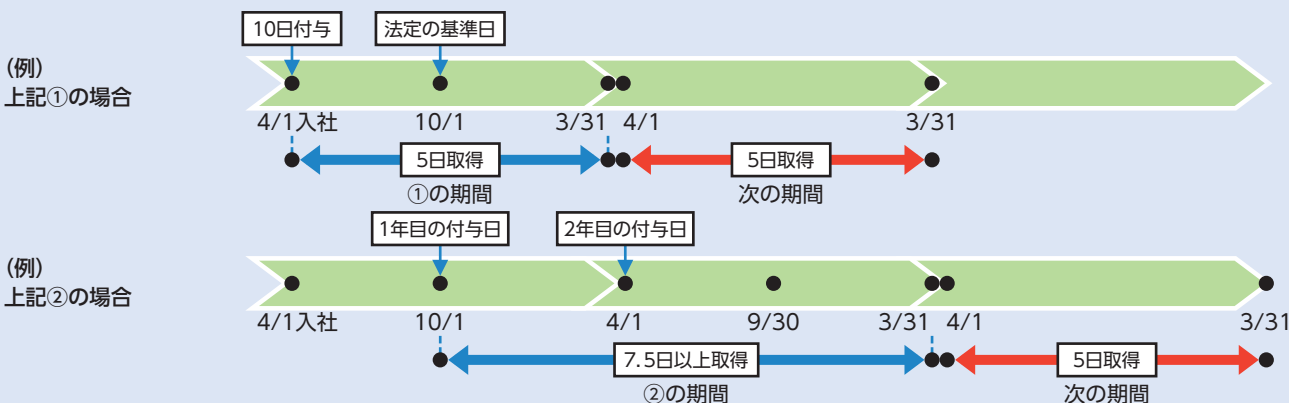 10日付与
法定の基準日
(例)
上記①の場合
4/1入社
10/1
3/31
4/1
3/31
5日取得
5日取得
①の期間
次の期間
1年目の付与日
2年目の付与日
(例)
上記②の場合
4/1入社
10/1
4/1
9/30
3/31
4/1
3/31
7.5日以上取得
5日取得
②の期間
次の期間